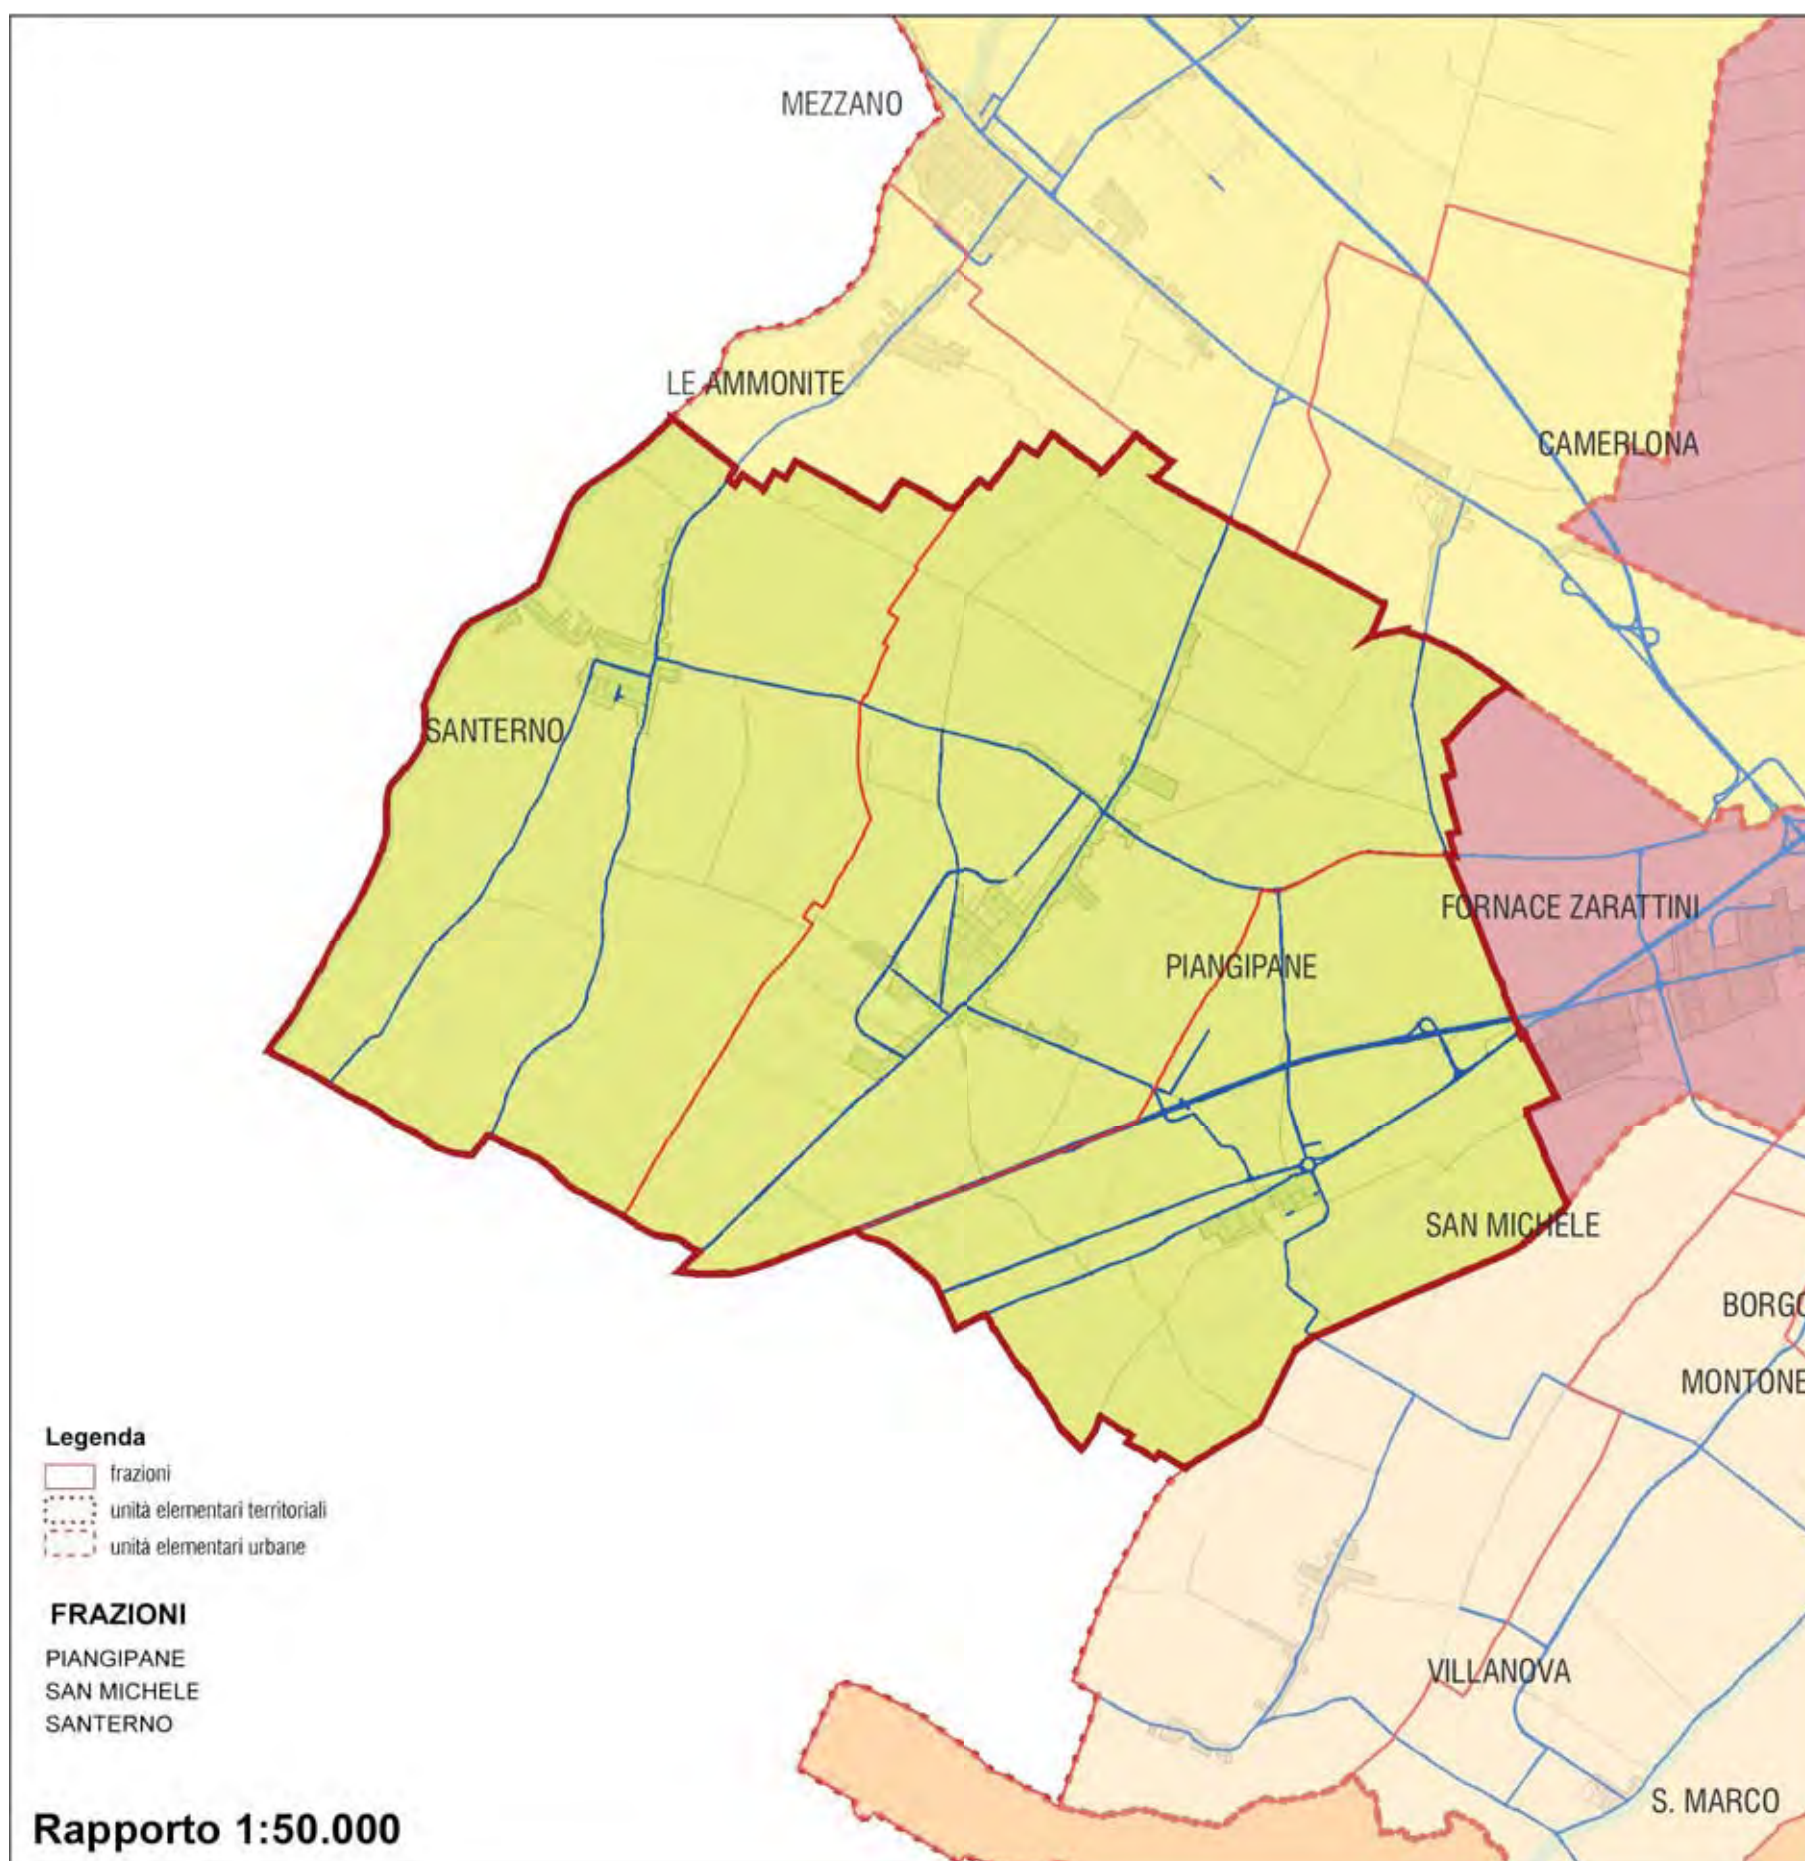 MEZZANO
LE AMMONITE
CAMERLONA
SANTERNO
FORNACE ZARATTINI
PIANGIPANE
SAN MICHELE
BORGO
MONTONE
Legenda
frazioni
unità elementari territoriali
unità elementari urbane
FRAZIONI
PIANGIPANE
SAN MICHELE
SANTERNO
VILLANOVA
S. MARCO
Rapporto 1:50.000